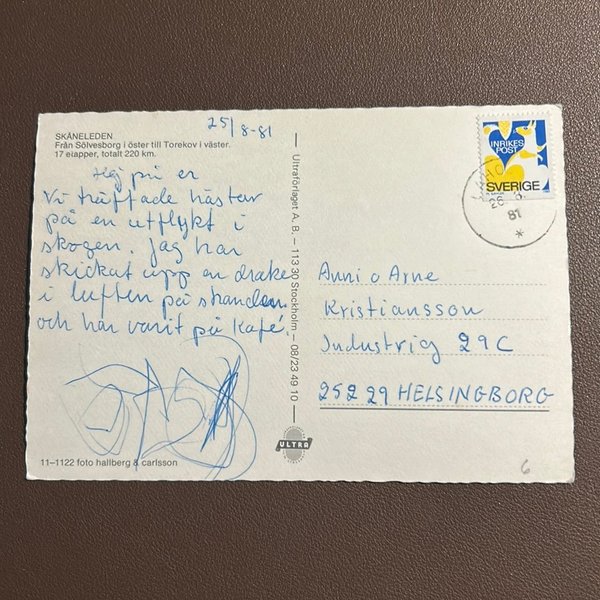 SKÅNELEDEN
Från Sölvesborg i öster till Torekov i väster.
17 etapper, totalt 220 km.
25/8-81
Hej på er
Vi träffade hästar
på en utflykt i
skogen. Jag har
skickat upp en drake
i luften på stranden
och har varit på kafé
11–1122 foto hallberg & carlsson
Ultraförlaget A. B. – 113 30 Stockholm – 08/23 49 10
ULTRA
INRIKES
POST
SVERIGE
26. 8.
81
*
Anni o Arne
Kristiansson
Industrig 29 C
252 29 HELSINGBORG
6